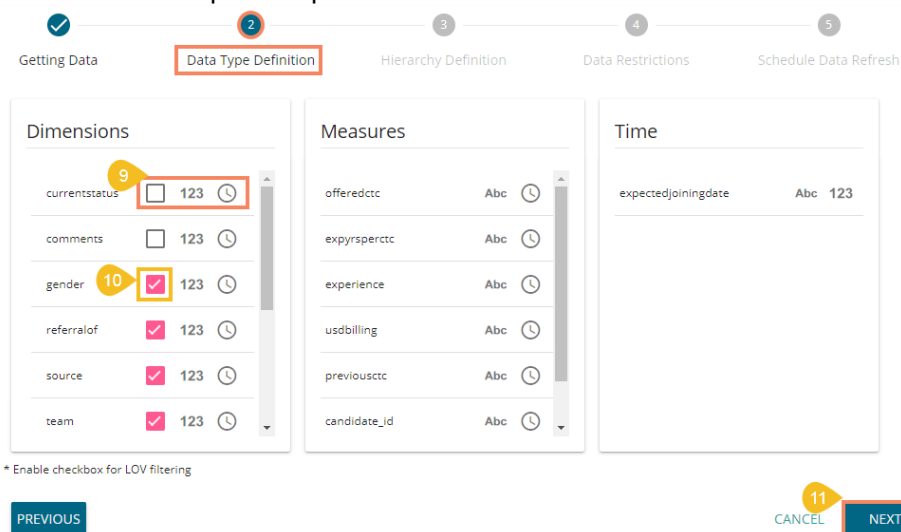 2 3 4 5
Getting Data Data Type Definition Hierarchy Definition Data Restrictions Schedule Data Refresh
Dimensions
9
currentstatus 123
comments 123
10
gender 123
referralof 123
source 123
team 123
Measures
offeredctc Abc
expyrsperctc Abc
experience Abc
usdbilling Abc
previousctc Abc
candidate_id Abc
Time
expectedjoiningdate Abc 123
* Enable checkbox for LOV filtering
11
PREVIOUS CANCEL NEXT